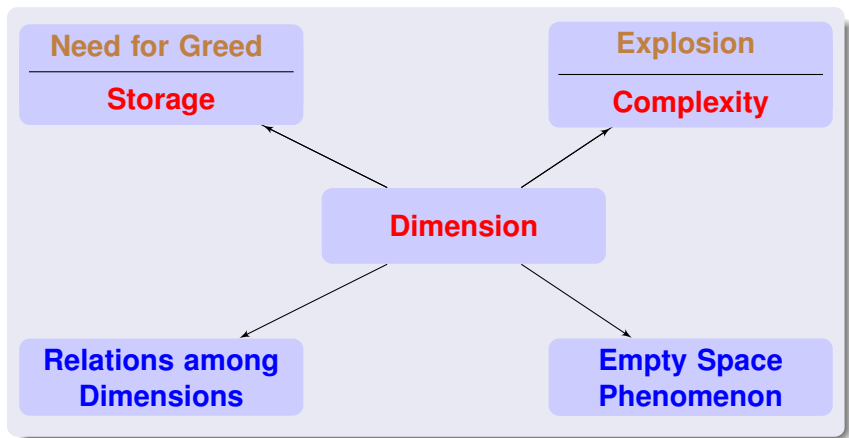 Need for Greed
Storage
Explosion
Complexity
Dimension
Relations among
Dimensions
Empty Space
Phenomenon